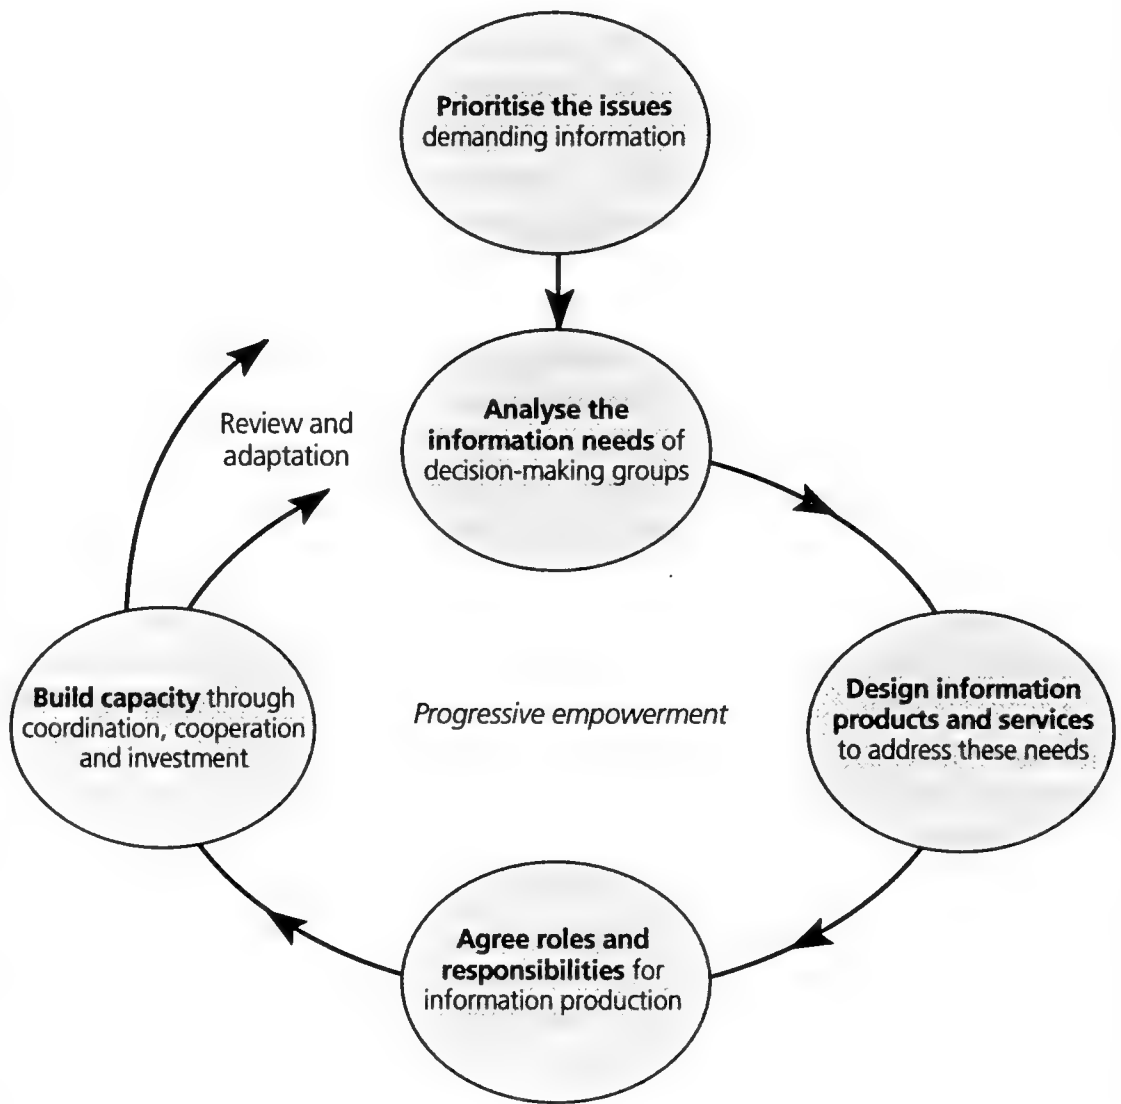 Prioritise the issues
demanding information
Analyse the
information needs of
decision-making groups
Review and
adaptation
Design information
products and services
to address these needs
Build capacity through
coordination, cooperation
and investment
Progressive empowerment
Agree roles and
responsibilities for
information production